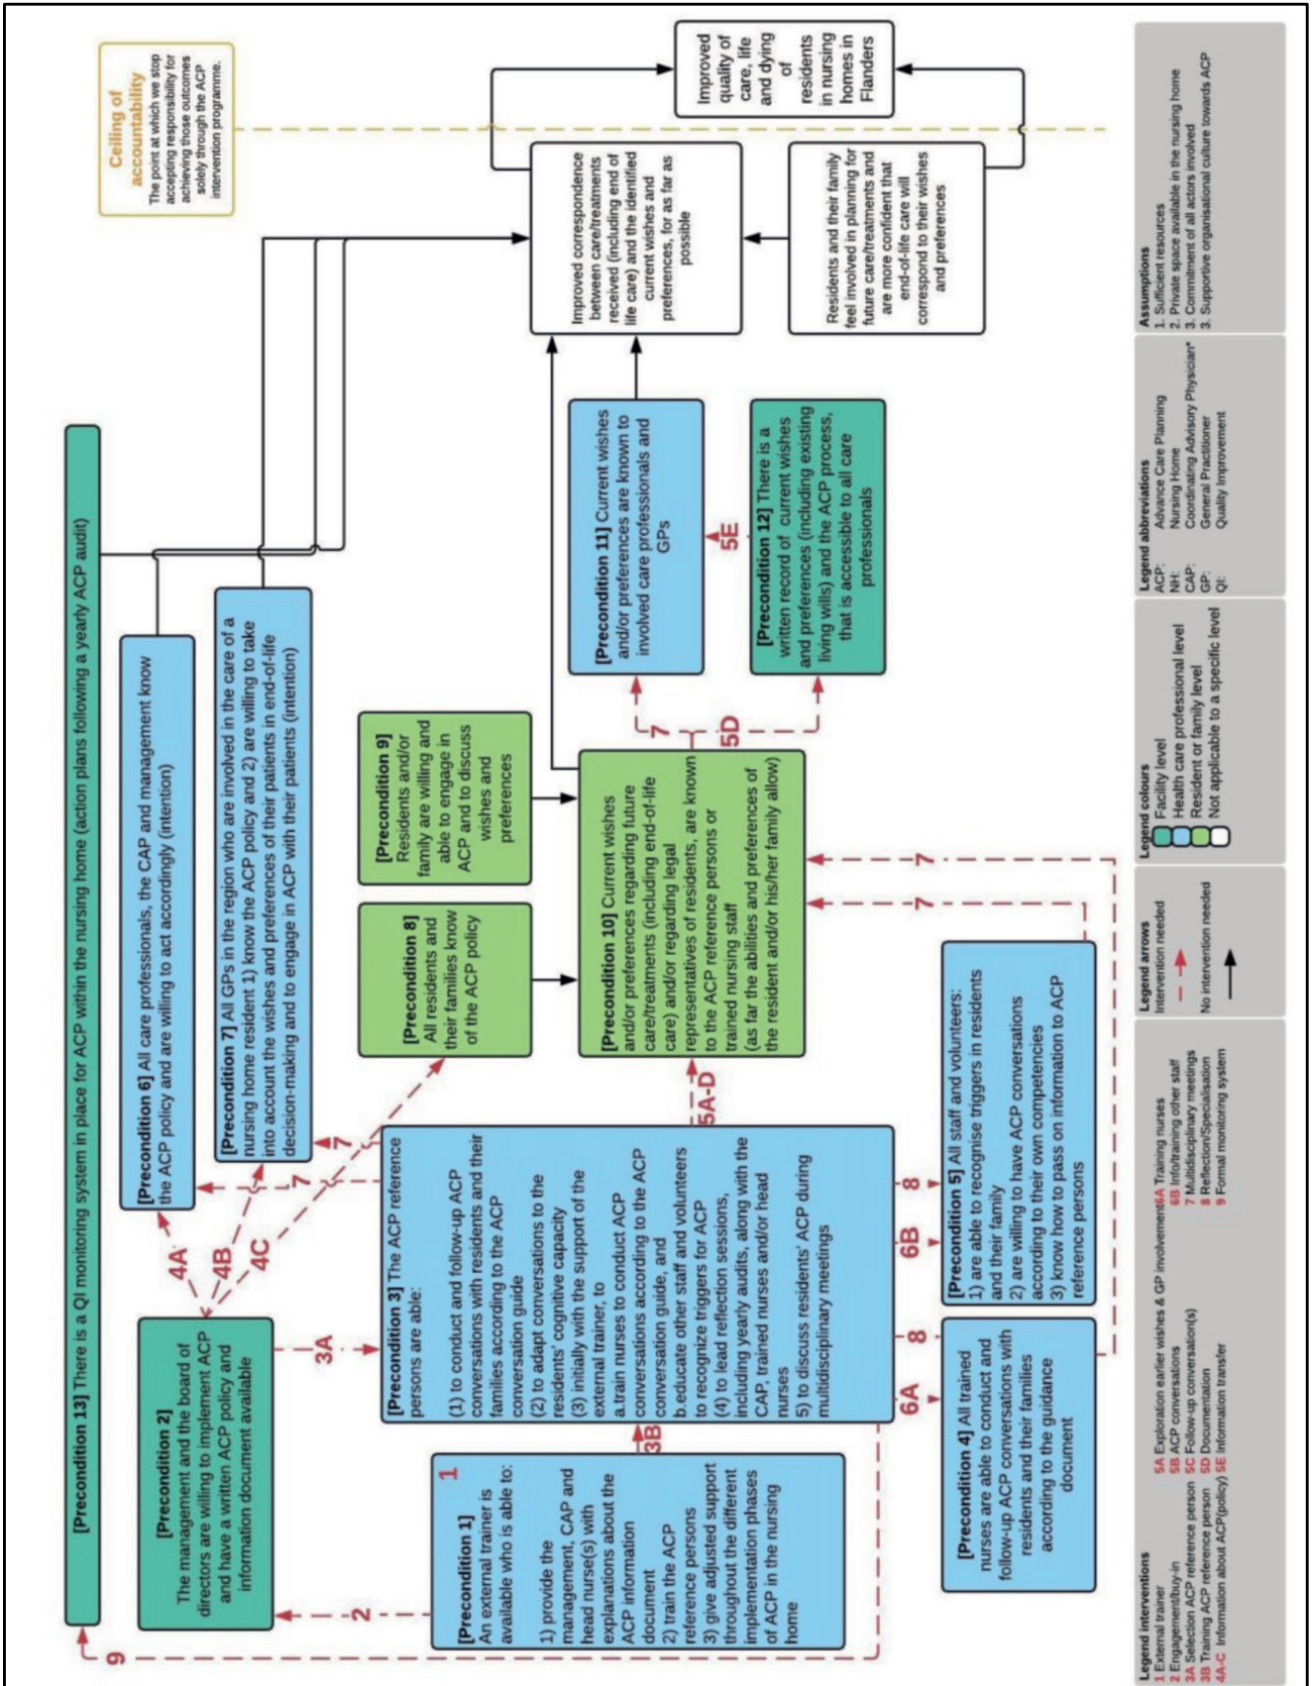 [Precondition 13] There is a QI monitoring system in place for ACP within the nursing home (action plans following a yearly ACP audit)
Ceiling of
accountability
The point at which we stop
accepting responsibility for
achieving those outcomes
solely through the ACP
intervention programme.
[Precondition 2]
The management and the board of
directors are willing to implement ACP
and have a written ACP policy and
information document available
4A
4B
4C
[Precondition 6] All care professionals, the CAP and management know
the ACP policy and are willing to act accordingly (intention)
[Precondition 7] All GPs in the region who are involved in the care of a
nursing home resident 1) know the ACP policy and 2) are willing to take
into account the wishes and preferences of their patients in end-of-life
decision-making and to engage in ACP with their patients (intention)
9
2
3A
7
7
[Precondition 8]
All residents and
their families know
of the ACP policy
[Precondition 9]
Residents and/or
family are willing and
able to engage in
ACP and to discuss
wishes and
preferences
1
[Precondition 1]
An external trainer is
available who is able to:
1) provide the
management, CAP and
head nurse(s) with
explanations about the
ACP information
document
2) train the ACP
reference persons
3) give adjusted support
throughout the different
implementation phases
of ACP in the nursing
home
3B
[Precondition 3] The ACP reference
persons are able:
(1) to conduct and follow-up ACP
conversations with residents and their
families according to the ACP
conversation guide
(2) to adapt conversations to the
residents' cognitive capacity
(3) initially with the support of the
external trainer, to
a.train nurses to conduct ACP
conversations according to the ACP
conversation guide, and
b.educate other staff and volunteers
to recognize triggers for ACP
(4) to lead reflection sessions,
including yearly audits, along with the
CAP, trained nurses and/or head
nurses
5) to discuss residents' ACP during
multidisciplinary meetings
5A-D
[Precondition 10] Current wishes
and/or preferences regarding future
care/treatments (including end-of-life
care) and/or regarding legal
representatives of residents, are known
to the ACP reference persons or
trained nursing staff
(as far the abilities and preferences of
the resident and/or his/her family allow)
7
5D
[Precondition 11] Current wishes
and/or preferences are known to
involved care professionals and
GPs
5E
[Precondition 12] There is a
written record of current wishes
and preferences (including existing
living wills) and the ACP process,
that is accessible to all care
professionals
Improved correspondence
between care/treatments
received (including end of
life care) and the identified
current wishes and
preferences, for as far as
possible
Residents and their family
feel involved in planning for
future care/treatments and
are more confident that
end-of-life care will
correspond to their wishes
and preferences
Improved
quality of
care, life
and dying
of
residents
in nursing
homes in
Flanders
6A
8
6B
8
7
7
[Precondition 4] All trained
nurses are able to conduct and
follow-up ACP conversations with
residents and their families
according to the guidance
document
[Precondition 5] All staff and volunteers:
1) are able to recognise triggers in residents
and their family
2) are willing to have ACP conversations
according to their own competencies
3) know how to pass on information to ACP
reference persons
Legend interventions
1 External trainer
2 Engagement/buy-in
3A Selection ACP reference person
3B Training ACP reference person
4A-C Information about ACP(policy)
5A Exploration earlier wishes & GP involvement
5B ACP conversations
5C Follow-up conversation(s)
5D Documentation
5E Information transfer
6A Training nurses
6B Info/training other staff
7 Multidisciplinary meetings
8 Reflection/Specialisation
9 Formal monitoring system
Legend arrows
Intervention needed
No intervention needed
Legend colours
Facility level
Health care professional level
Resident or family level
Not applicable to a specific level
Legend abbreviations
ACP: Advance Care Planning
NH: Nursing Home
CAP: Coordinating Advisory Physician*
GP: General Practitioner
QI: Quality Improvement
Assumptions
1. Sufficient resources
2. Private space available in the nursing home
3. Commitment of all actors involved
3. Supportive organisational culture towards ACP